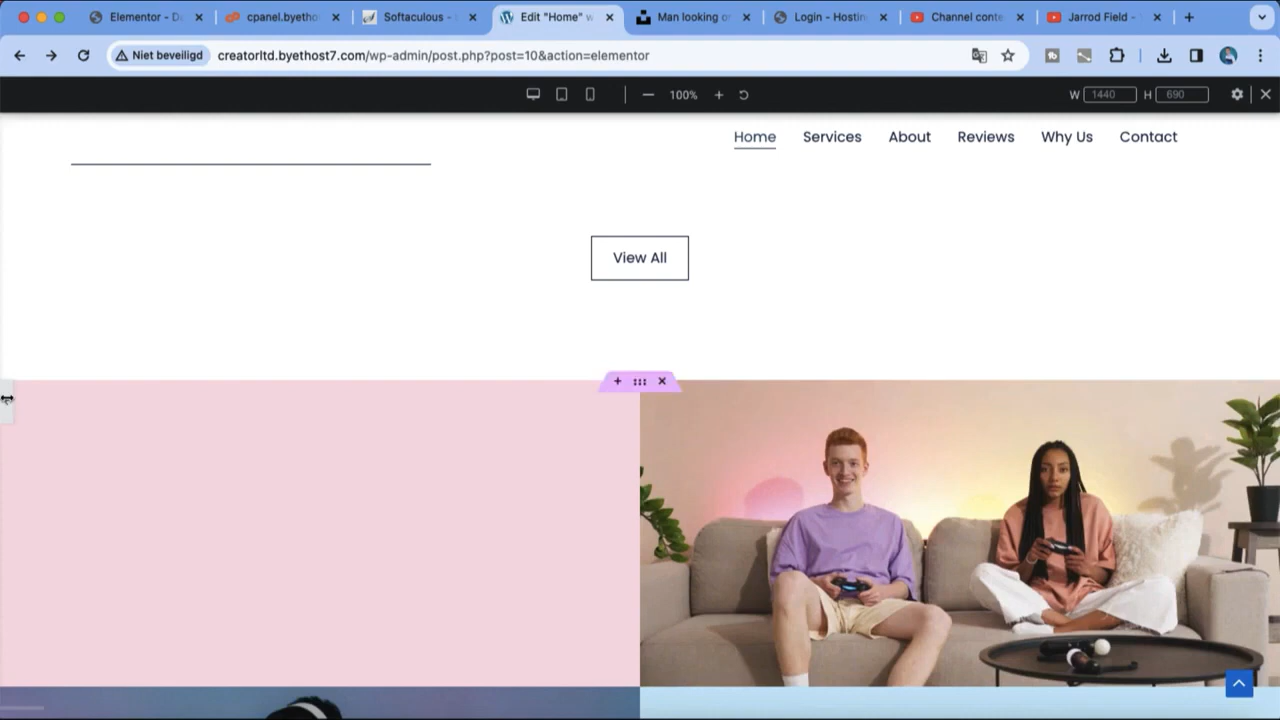 Elementor - Da
cpanel.byetho
Softaculous -
Edit "Home" w
Man looking o
Login - Hostin
Channel conte
Jarrod Field -
Niet beveiligd
creatorltd.byethost7.com/wp-admin/post.php?post=10&action=elementor
100%
W 1440 H 690
Home Services About Reviews Why Us Contact
View All